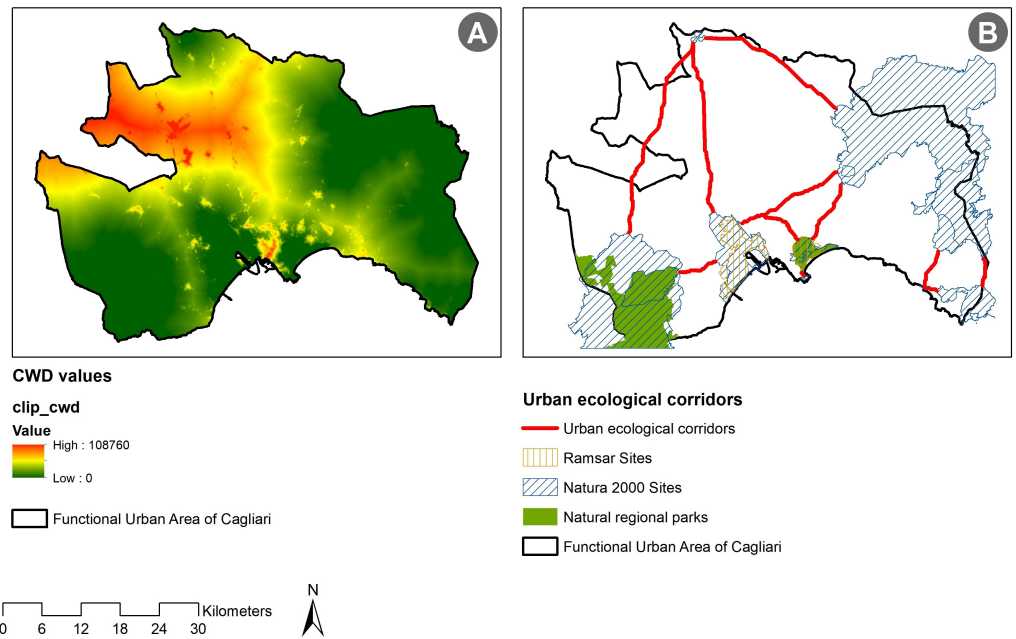 A
B
CWD values
clip_cwd
Value
High : 108760
Low : 0
Functional Urban Area of Cagliari
Urban ecological corridors
Urban ecological corridors
Ramsar Sites
Natura 2000 Sites
Natural regional parks
Functional Urban Area of Cagliari
Kilometers
0 6 12 18 24 30
N